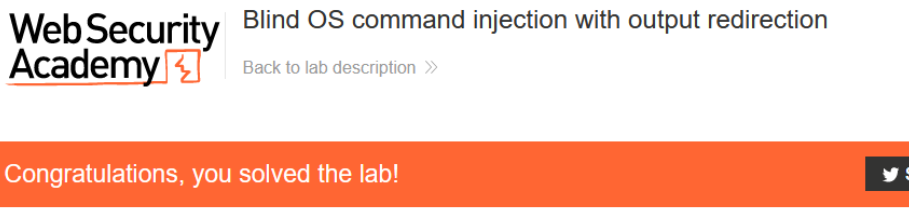 Web Security
Academy
Blind OS command injection with output redirection
Back to lab description
Congratulations, you solved the lab!